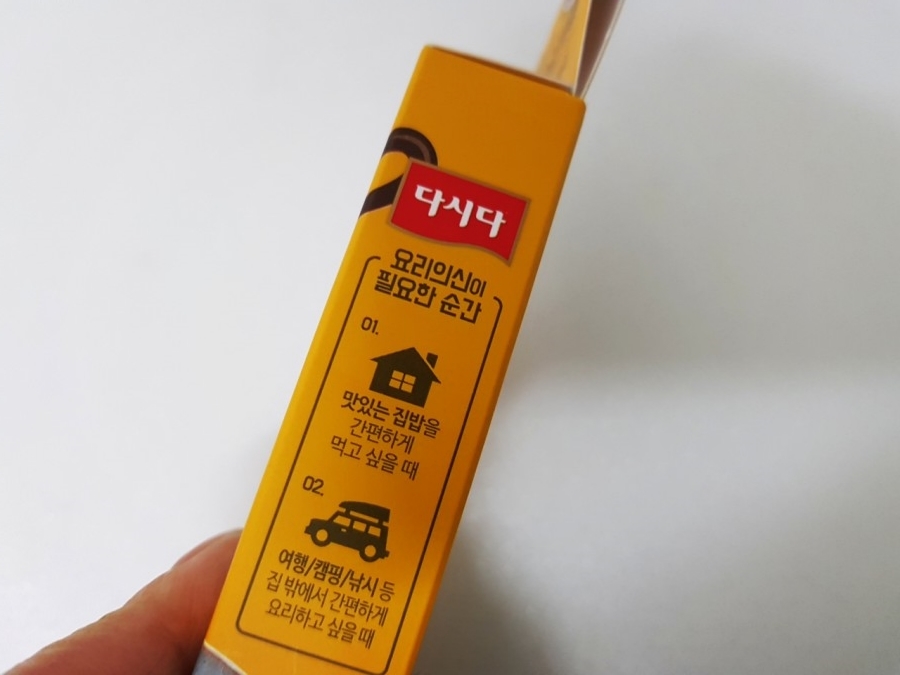 다시다
요리의신이
필요한 순간
01.
맛있는 집밥을
간편하게
먹고 싶을 때
02.
여행/캠핑/낚시 등
집 밖에서 간편하게
요리하고 싶을 때